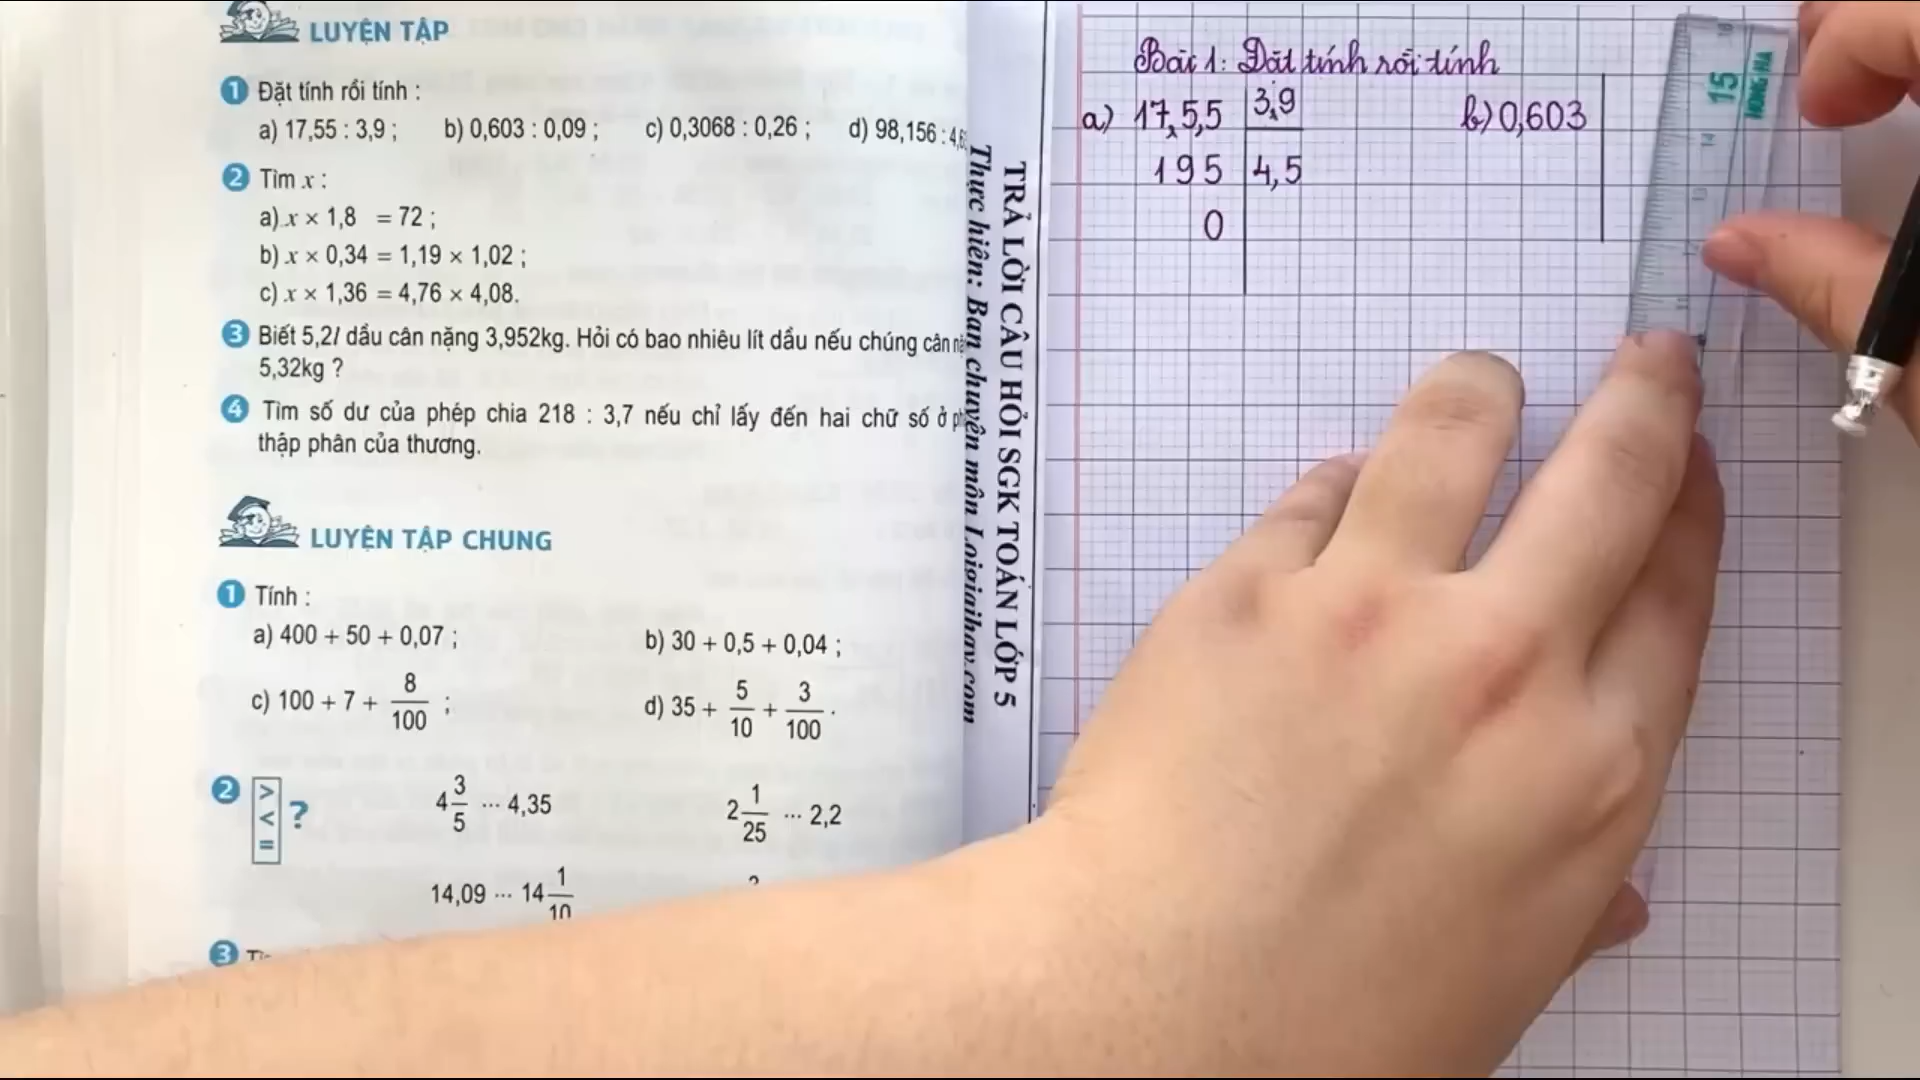 LUYỆN TẬP
1 Đặt tính rồi tính :
a) 17,55 : 3,9 ; b) 0,603 : 0,09 ; c) 0,3068 : 0,26 ; d) 98,156 : 4,6
2 Tìm x :
a) x × 1,8 = 72 ;
b) x × 0,34 = 1,19 × 1,02 ;
c) x × 1,36 = 4,76 × 4,08.
3 Biết 5,2l dầu cân nặng 3,952kg. Hỏi có bao nhiêu lít dầu nếu chúng cân
5,32kg ?
4 Tìm số dư của phép chia 218 : 3,7 nếu chỉ lấy đến hai chữ số ở
thập phân của thương.
LUYỆN TẬP CHUNG
1 Tính :
a) 400 + 50 + 0,07 ; b) 30 + 0,5 + 0,04 ;
c) 100 + 7 + 8/100 ; d) 35 + 5/10 + 3/100 .
2 > < = ? 4 3/5 ... 4,35 2 1/25 ... 2,2
14,09 ... 14 1/10
3
TRẢ LỜI CÂU HỎI SGK TOÁN LỚP 5
Thực hiện: Ban chuyên môn Loigiaihay.com
Bài 1: Đặt tính rồi tính
a) 17,5,5 3,9 b) 0,603
195 4,5
0
15
HONG HA